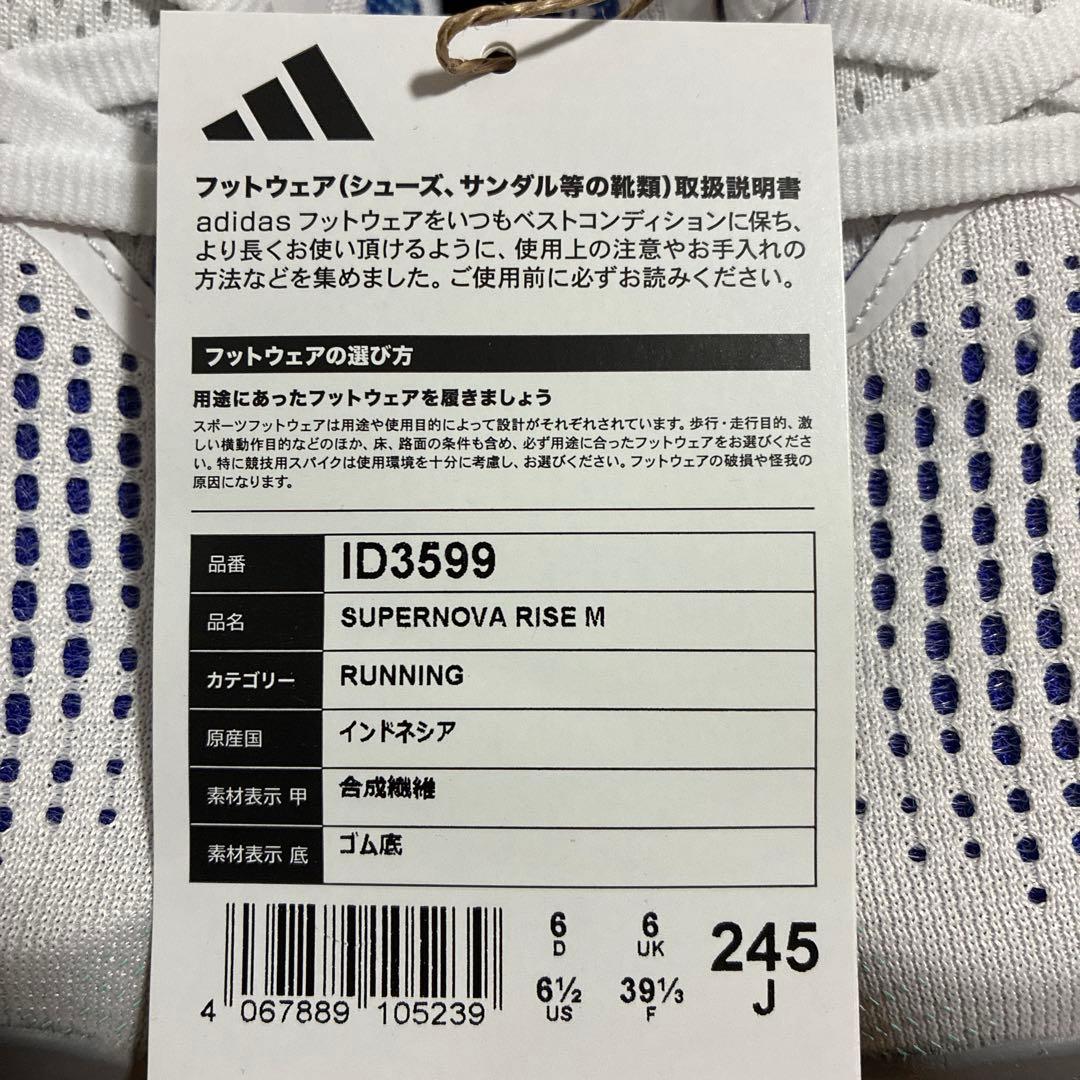 フットウェア(シューズ、サンダル等の靴類)取扱説明書
adidas フットウェアをいつもベストコンディションに保ち、
より長くお使い頂けるように、使用上の注意やお手入れの
方法などを集めました。ご使用前に必ずお読みください。
フットウェアの選び方
用途にあったフットウェアを履きましょう
スポーツフットウェアは用途や使用目的によって設計がそれぞれされています。歩行・走行目的、激
しい横動作目的などのほか、床、路面の条件も含め、必ず用途に合ったフットウェアをお選びくださ
い。特に競技用スパイクは使用環境を十分に考慮し、お選びください。フットウェアの破損や怪我の
原因になります。
品番 ID3599
品名 SUPERNOVA RISE M
カテゴリー RUNNING
原産国 インドネシア
素材表示 甲 合成繊維
素材表示 底 ゴム底
6 6 245
D UK J
6½ 39⅓
US F
4 067889 105239